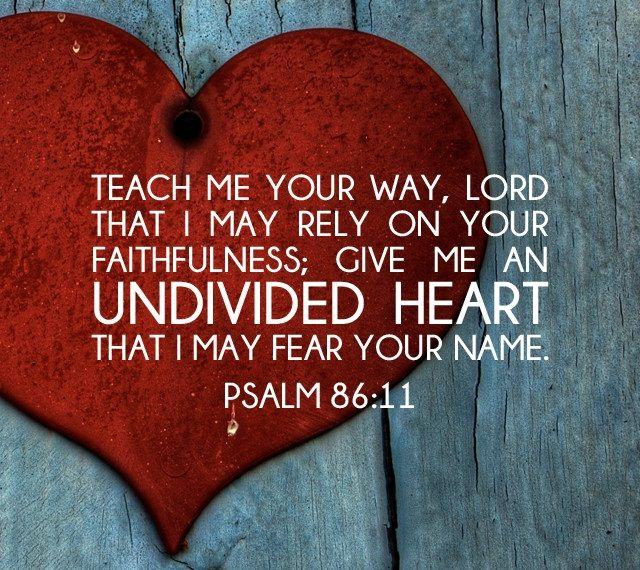 TEACH ME YOUR WAY, LORD
THAT I MAY RELY ON YOUR
FAITHFULNESS; GIVE ME AN
UNDIVIDED HEART
THAT I MAY FEAR YOUR NAME.
PSALM 86:11